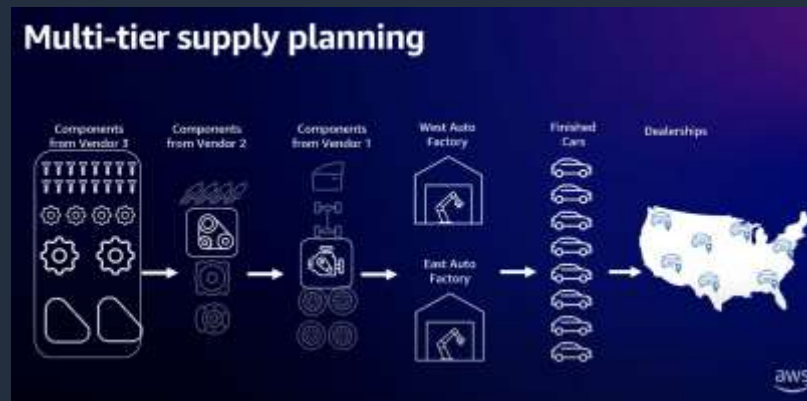 Multi-tier supply planning
Components
from Vendor 3
Components
from Vendor 2
Components
from Vendor 1
West Auto
Factory
East Auto
Factory
Finished
Cars
Dealerships
aws